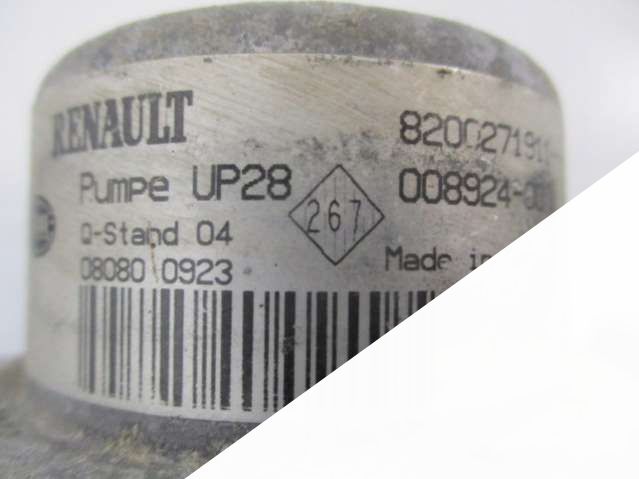 RENAULT
Pumpe UP28
Q-Stand 04
08080 0923
267
Made